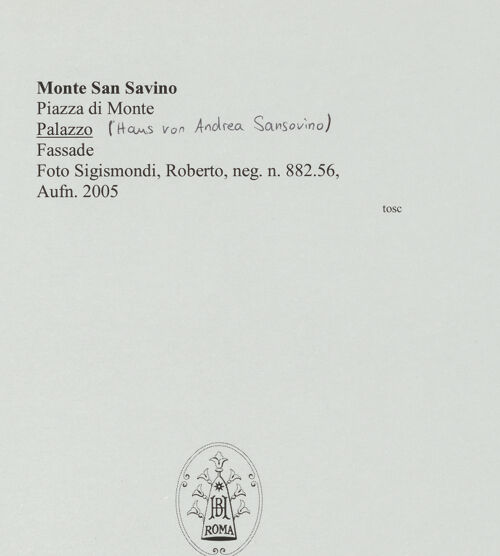 Monte San Savino
Piazza di Monte
Palazzo (Haus von Andrea Sansovino)
Fassade
Foto Sigismondi, Roberto, neg. n. 882.56,
Aufn. 2005
tosc
BH
ROMA